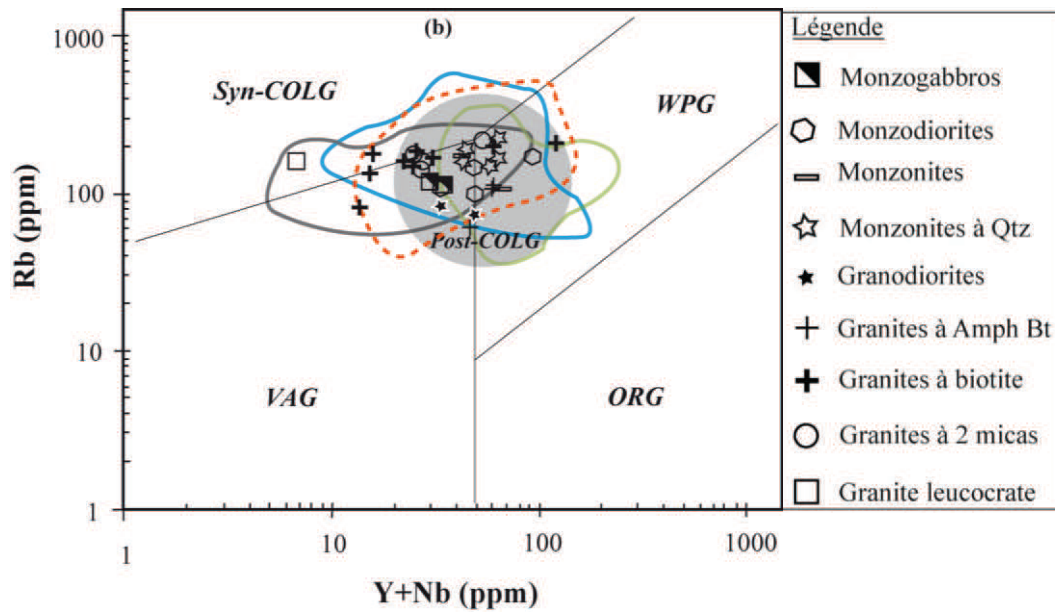 (b)
1000
100
10
1
Rb (ppm)
Syn-COLG
WPG
Post-COLG
VAG
ORG
1
10
100
1000
Y+Nb (ppm)
Légende
Monzogabbros
Monzodiorites
Monzonites
Monzonites à Qtz
Granodiorites
Granites à Amph Bt
Granites à biotite
Granites à 2 micas
Granite leucocrate